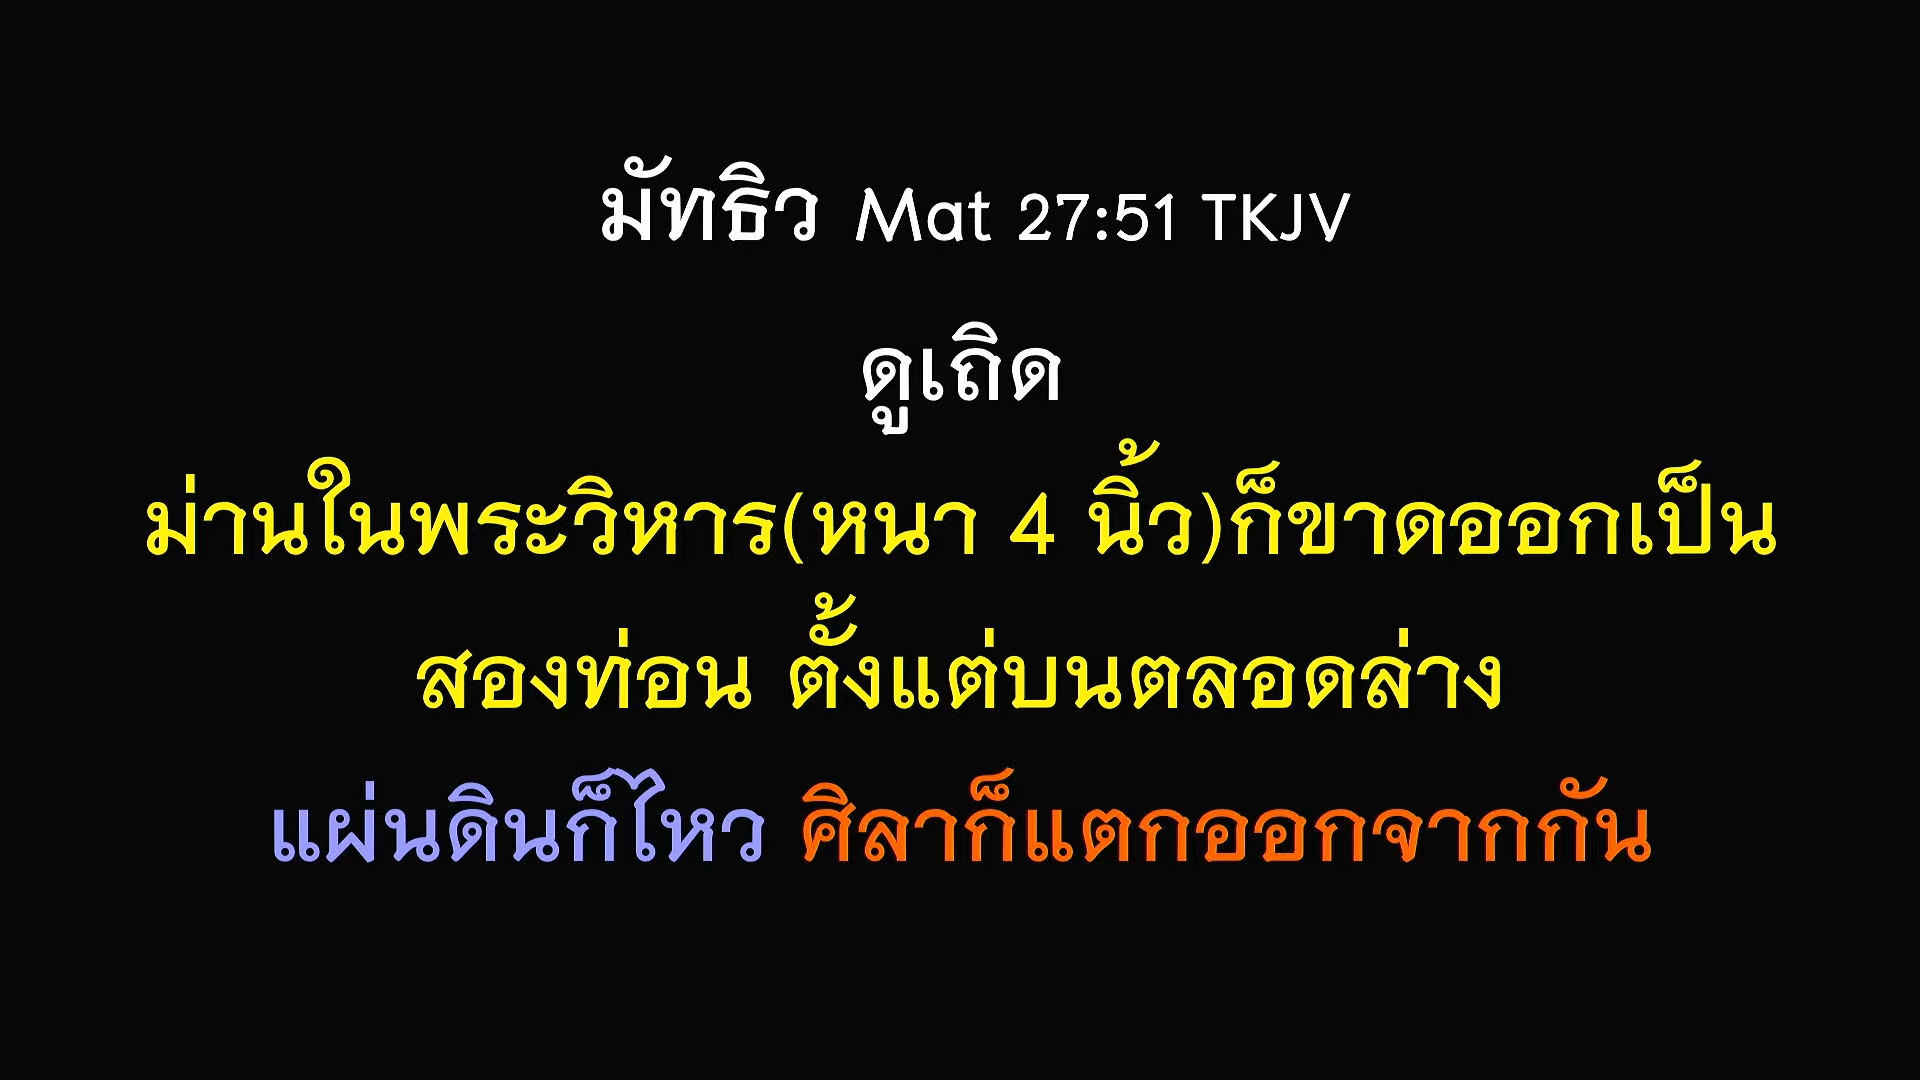 มัทธิว Mat 27:51 TKJV
ดูเถิด
ม่านในพระวิหาร(หนา 4 นิ้ว)ก็ขาดออกเป็น
สองท่อน ตั้งแต่บนตลอดล่าง
แผ่นดินก็ไหว ศิลาก็แตกออกจากกัน